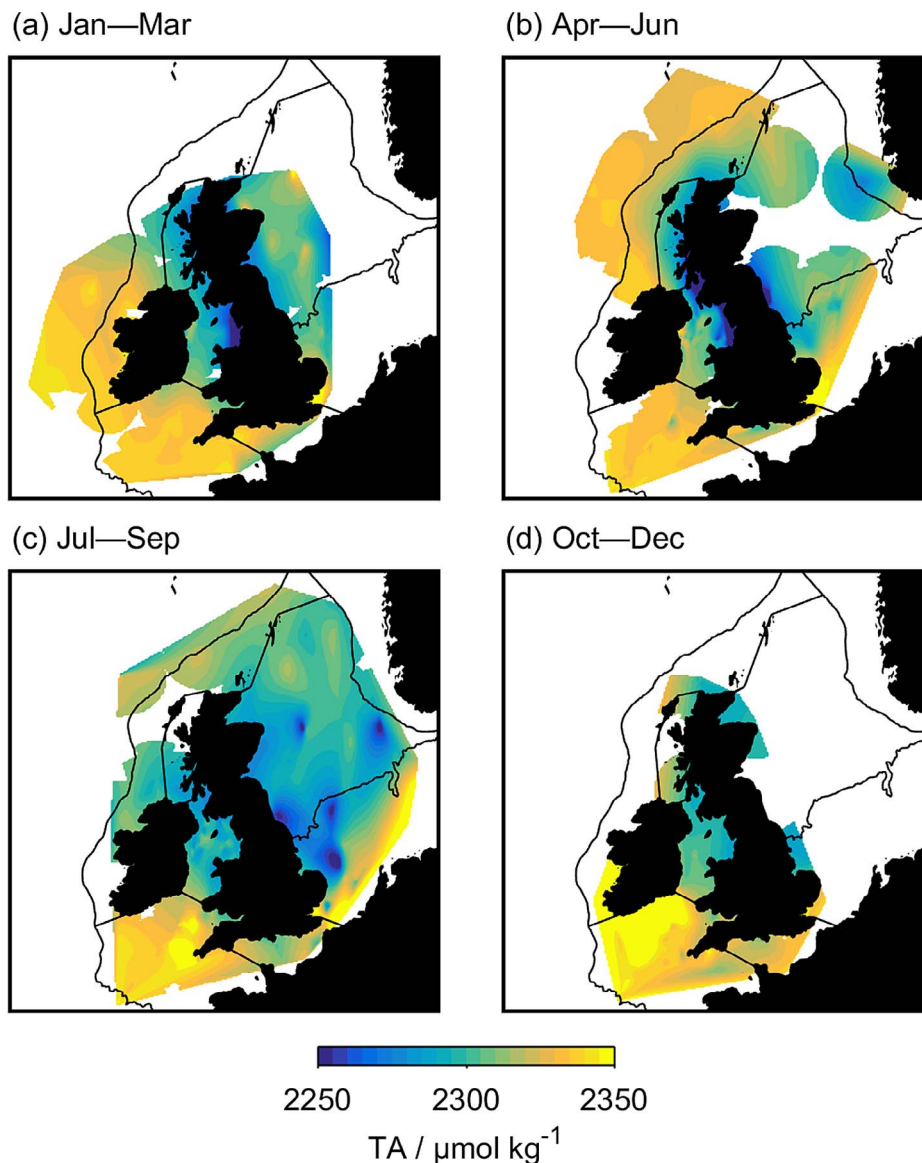 (a) Jan—Mar
(b) Apr—Jun
(c) Jul—Sep
(d) Oct—Dec
2250 2300 2350
TA / μmol kg⁻¹